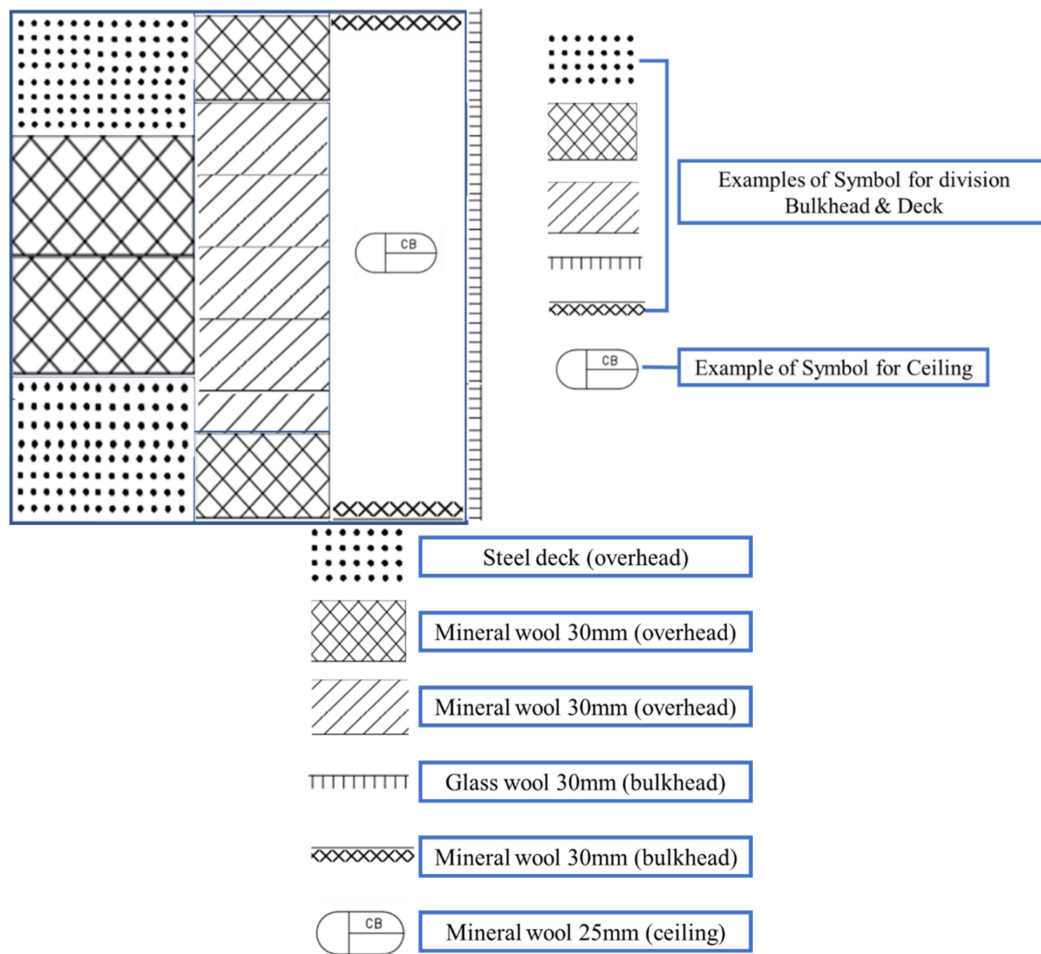 CB
Examples of Symbol for division
Bulkhead & Deck
CB
Example of Symbol for Ceiling
Steel deck (overhead)
Mineral wool 30mm (overhead)
Mineral wool 30mm (overhead)
Glass wool 30mm (bulkhead)
Mineral wool 30mm (bulkhead)
CB
Mineral wool 25mm (ceiling)